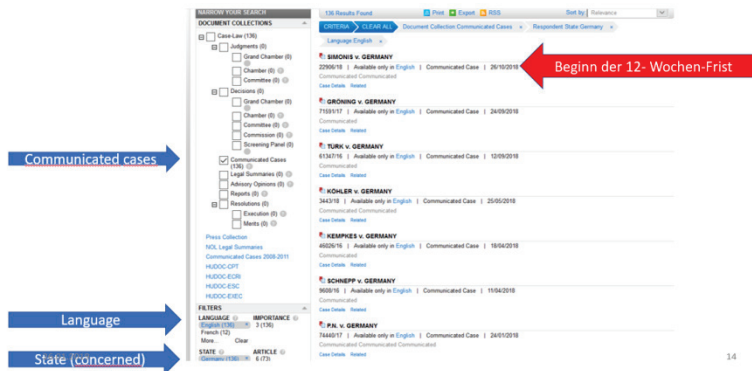 NARROW YOUR SEARCH
DOCUMENT COLLECTIONS
Case-Law (136)
Judgments (0)
Grand Chamber (0)
Chamber (0)
Committee (0)
Decisions (0)
Grand Chamber (0)
Chamber (0)
Committee (0)
Commission (0)
Screening Panel (0)
Communicated Cases (136)
Legal Summaries (0)
Advisory Opinions (0)
Reports (0)
Resolutions (0)
Execution (0)
Merits (0)
Press Collection
NOL Legal Summaries
Communicated Cases 2008-2011
HUDOC-CPT
HUDOC-ECRI
HUDOC-ESC
HUDOC-EXEC
FILTERS
LANGUAGE IMPORTANCE
English (136) 3 (136)
French (12)
More... Clear
STATE ARTICLE
Germany (136) 6 (73)
Communicated cases
Language
State (concerned)
136 Results Found Print Export RSS Sort by Relevance
CRITERIA CLEAR ALL Document Collection Communicated Cases x Respondent State Germany x
Language English x
SIMONIS v. GERMANY
22906/18 | Available only in English | Communicated Case | 26/10/2018
Communicated Communicated
Case Details Related
GRÖNING v. GERMANY
71591/17 | Available only in English | Communicated Case | 24/09/2018
Communicated
Case Details Related
TÜRK v. GERMANY
61347/16 | Available only in English | Communicated Case | 12/09/2018
Communicated
Case Details Related
KÖHLER v. GERMANY
3443/18 | Available only in English | Communicated Case | 25/05/2018
Communicated Communicated
Case Details Related
KEMPKES v. GERMANY
46026/16 | Available only in English | Communicated Case | 18/04/2018
Communicated
Case Details Related
SCHNEPP v. GERMANY
9608/16 | Available only in English | Communicated Case | 11/04/2018
Communicated
Case Details Related
P.N. v. GERMANY
74440/17 | Available only in English | Communicated Case | 24/01/2018
Communicated Communicated Communicated
Case Details Related
Beginn der 12- Wochen-Frist
14